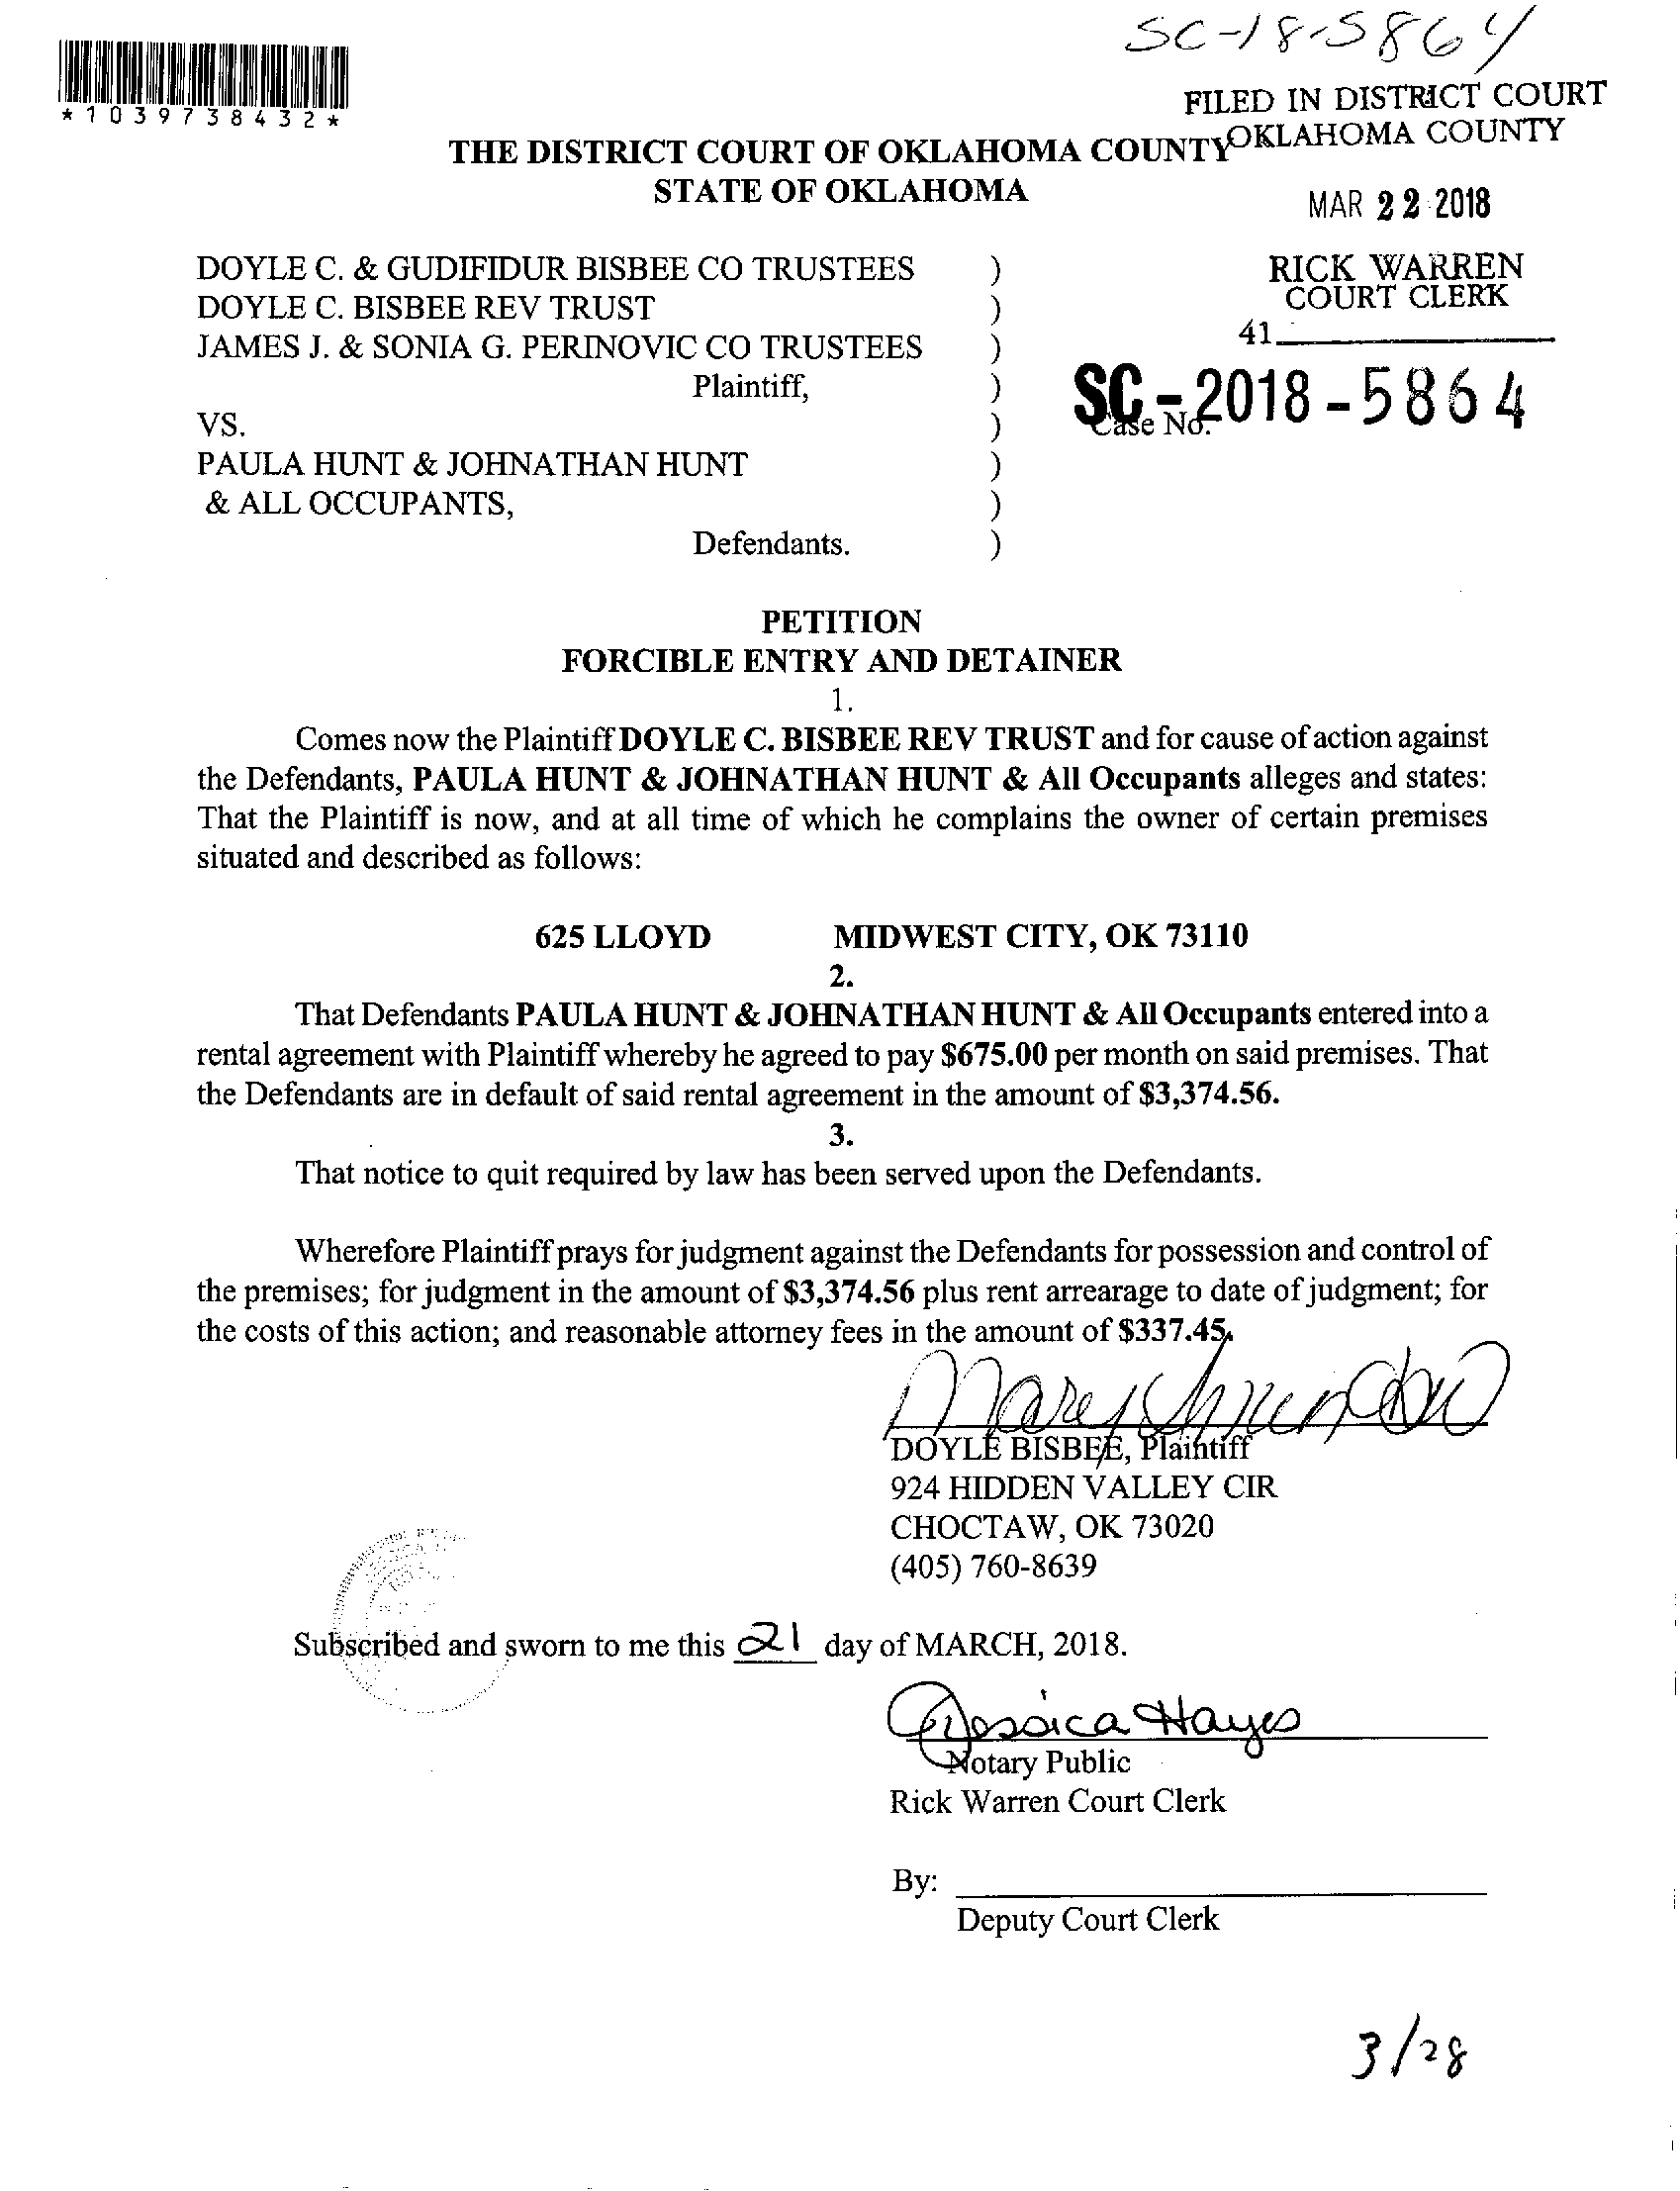 SC-18-5864
*1039738432*
FILED IN DISTRICT COURT
OKLAHOMA COUNTY
THE DISTRICT COURT OF OKLAHOMA COUNTY
STATE OF OKLAHOMA
MAR 22 2018
RICK WARREN
COURT CLERK
41
DOYLE C. & GUDIFIDUR BISBEE CO TRUSTEES )
DOYLE C. BISBEE REV TRUST )
JAMES J. & SONIA G. PERINOVIC CO TRUSTEES )
Plaintiff, )
SC-2018-5864
Case No.
VS. )
PAULA HUNT & JOHNATHAN HUNT )
& ALL OCCUPANTS, )
Defendants. )
PETITION
FORCIBLE ENTRY AND DETAINER
1.
Comes now the Plaintiff DOYLE C. BISBEE REV TRUST and for cause of action against
the Defendants, PAULA HUNT & JOHNATHAN HUNT & All Occupants alleges and states:
That the Plaintiff is now, and at all time of which he complains the owner of certain premises
situated and described as follows:
625 LLOYD MIDWEST CITY, OK 73110
2.
That Defendants PAULA HUNT & JOHNATHAN HUNT & All Occupants entered into a
rental agreement with Plaintiff whereby he agreed to pay $675.00 per month on said premises. That
the Defendants are in default of said rental agreement in the amount of $3,374.56.
3.
That notice to quit required by law has been served upon the Defendants.
Wherefore Plaintiff prays for judgment against the Defendants for possession and control of
the premises; for judgment in the amount of $3,374.56 plus rent arrearage to date of judgment; for
the costs of this action; and reasonable attorney fees in the amount of $337.45.
DOYLE BISBEE, Plaintiff
924 HIDDEN VALLEY CIR
CHOCTAW, OK 73020
(405) 760-8639
Subscribed and sworn to me this 21 day of MARCH, 2018.
Jessica Hayes
Notary Public
Rick Warren Court Clerk
By:
Deputy Court Clerk
3/28